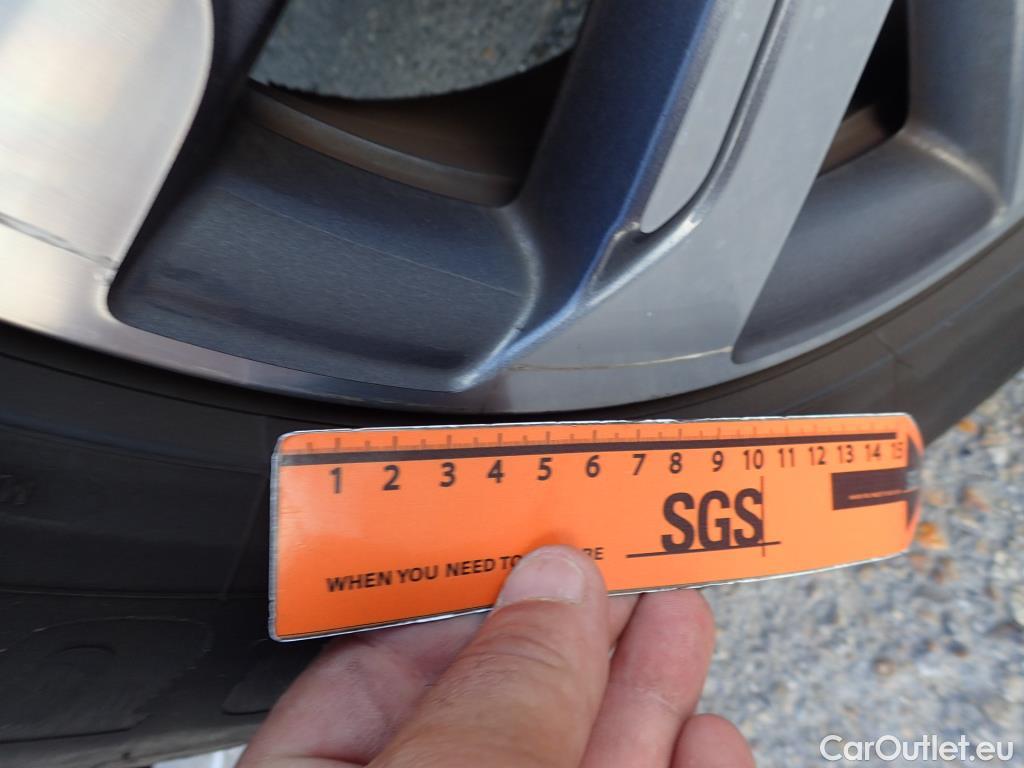 1 2 3 4 5 6 7 8 9 10 11 12 13 14 15
SGS
WHEN YOU NEED TO
CarOutlet.eu